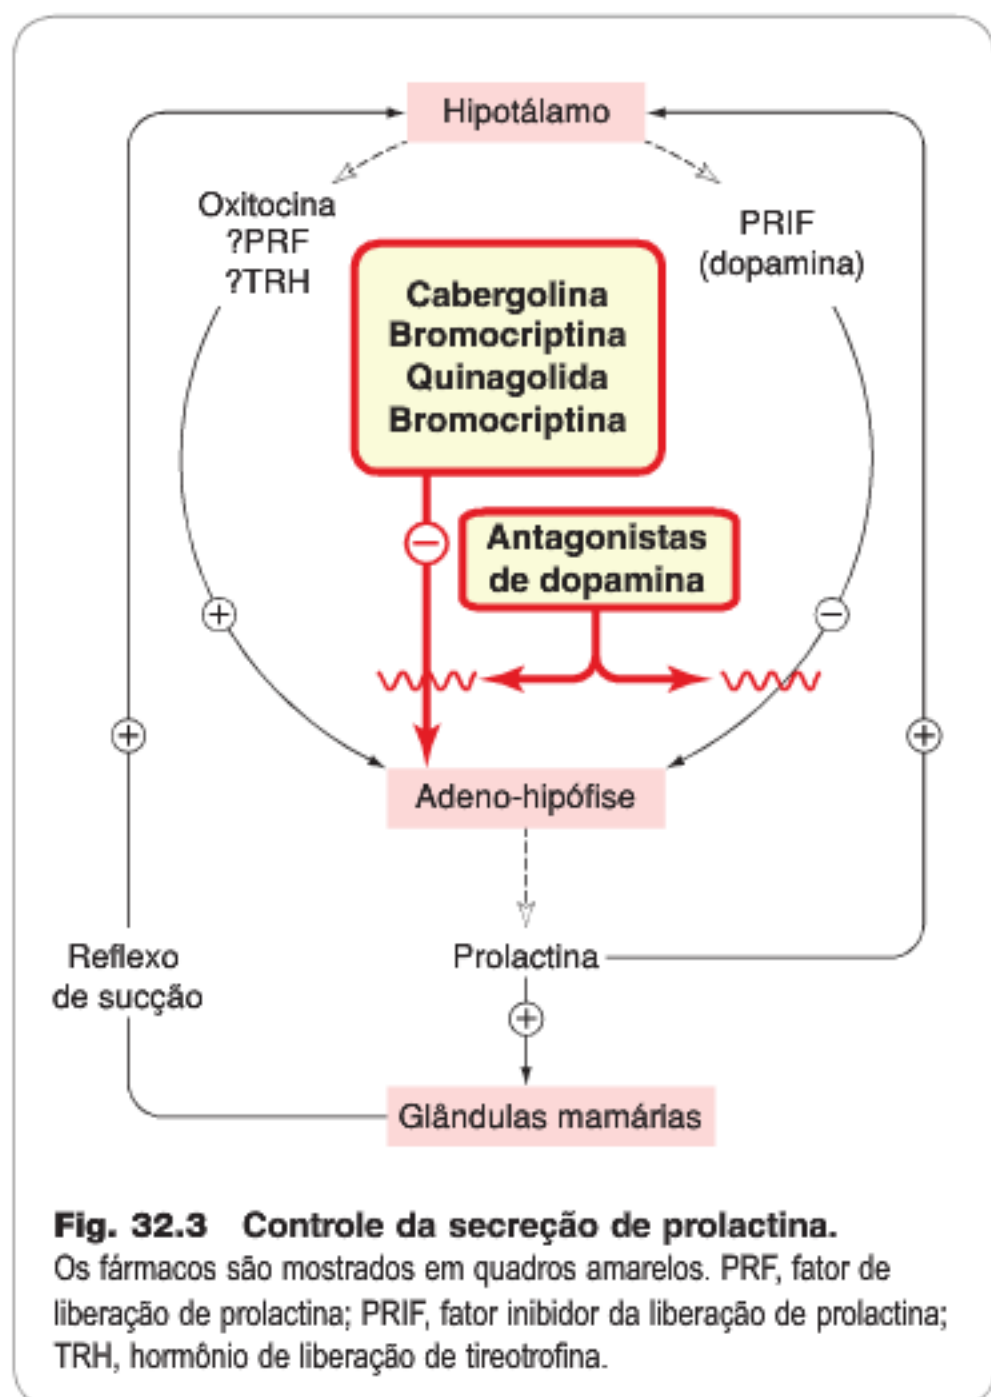 Hipotálamo
Oxitocina
?PRF
?TRH
PRIF
(dopamina)
Cabergolina
Bromocriptina
Quinagolida
Bromocriptina
−
Antagonistas
de dopamina
+
−
+
+
Adeno-hipófise
Reflexo
de sucção
Prolactina
+
Glândulas mamárias
Fig. 32.3 Controle da secreção de prolactina.
Os fármacos são mostrados em quadros amarelos. PRF, fator de
liberação de prolactina; PRIF, fator inibidor da liberação de prolactina;
TRH, hormônio de liberação de tireotrofina.